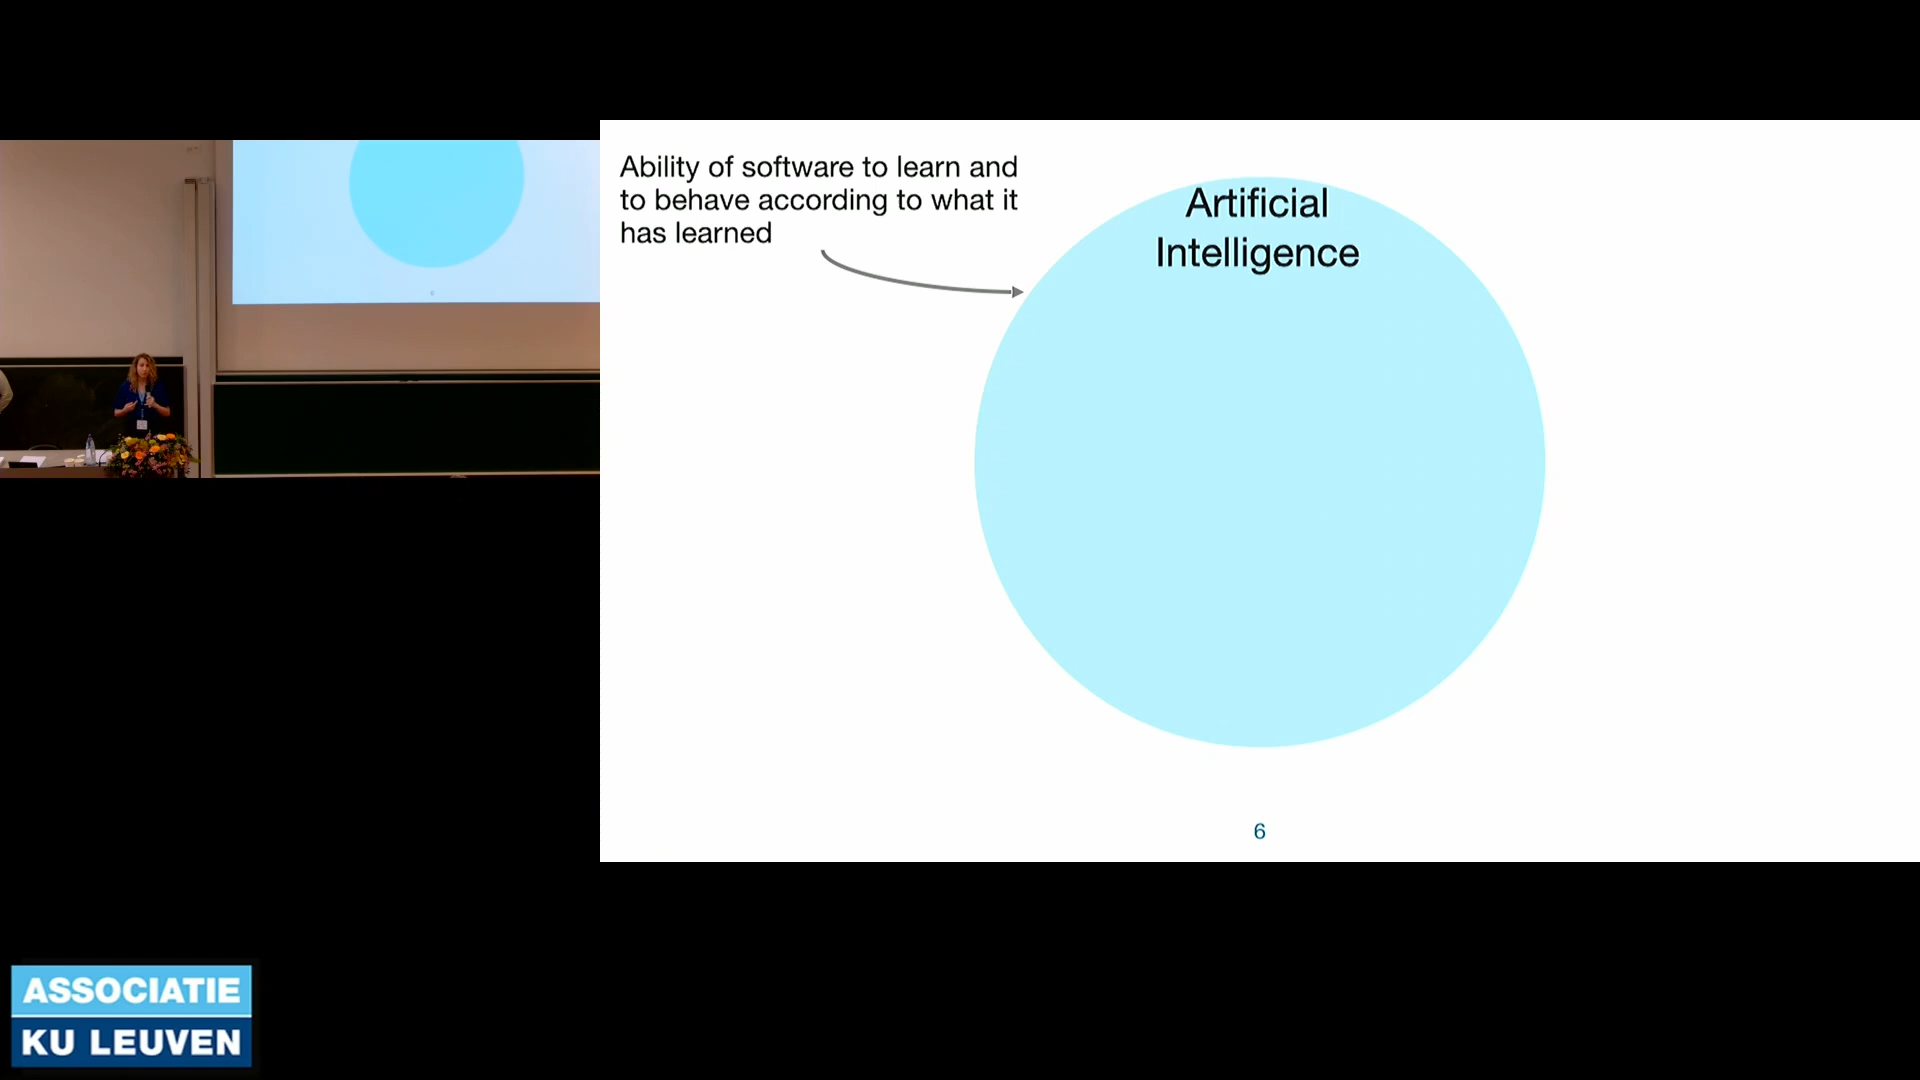 Ability of software to learn and
to behave according to what it
has learned
Artificial
Intelligence
6
ASSOCIATIE
KU LEUVEN